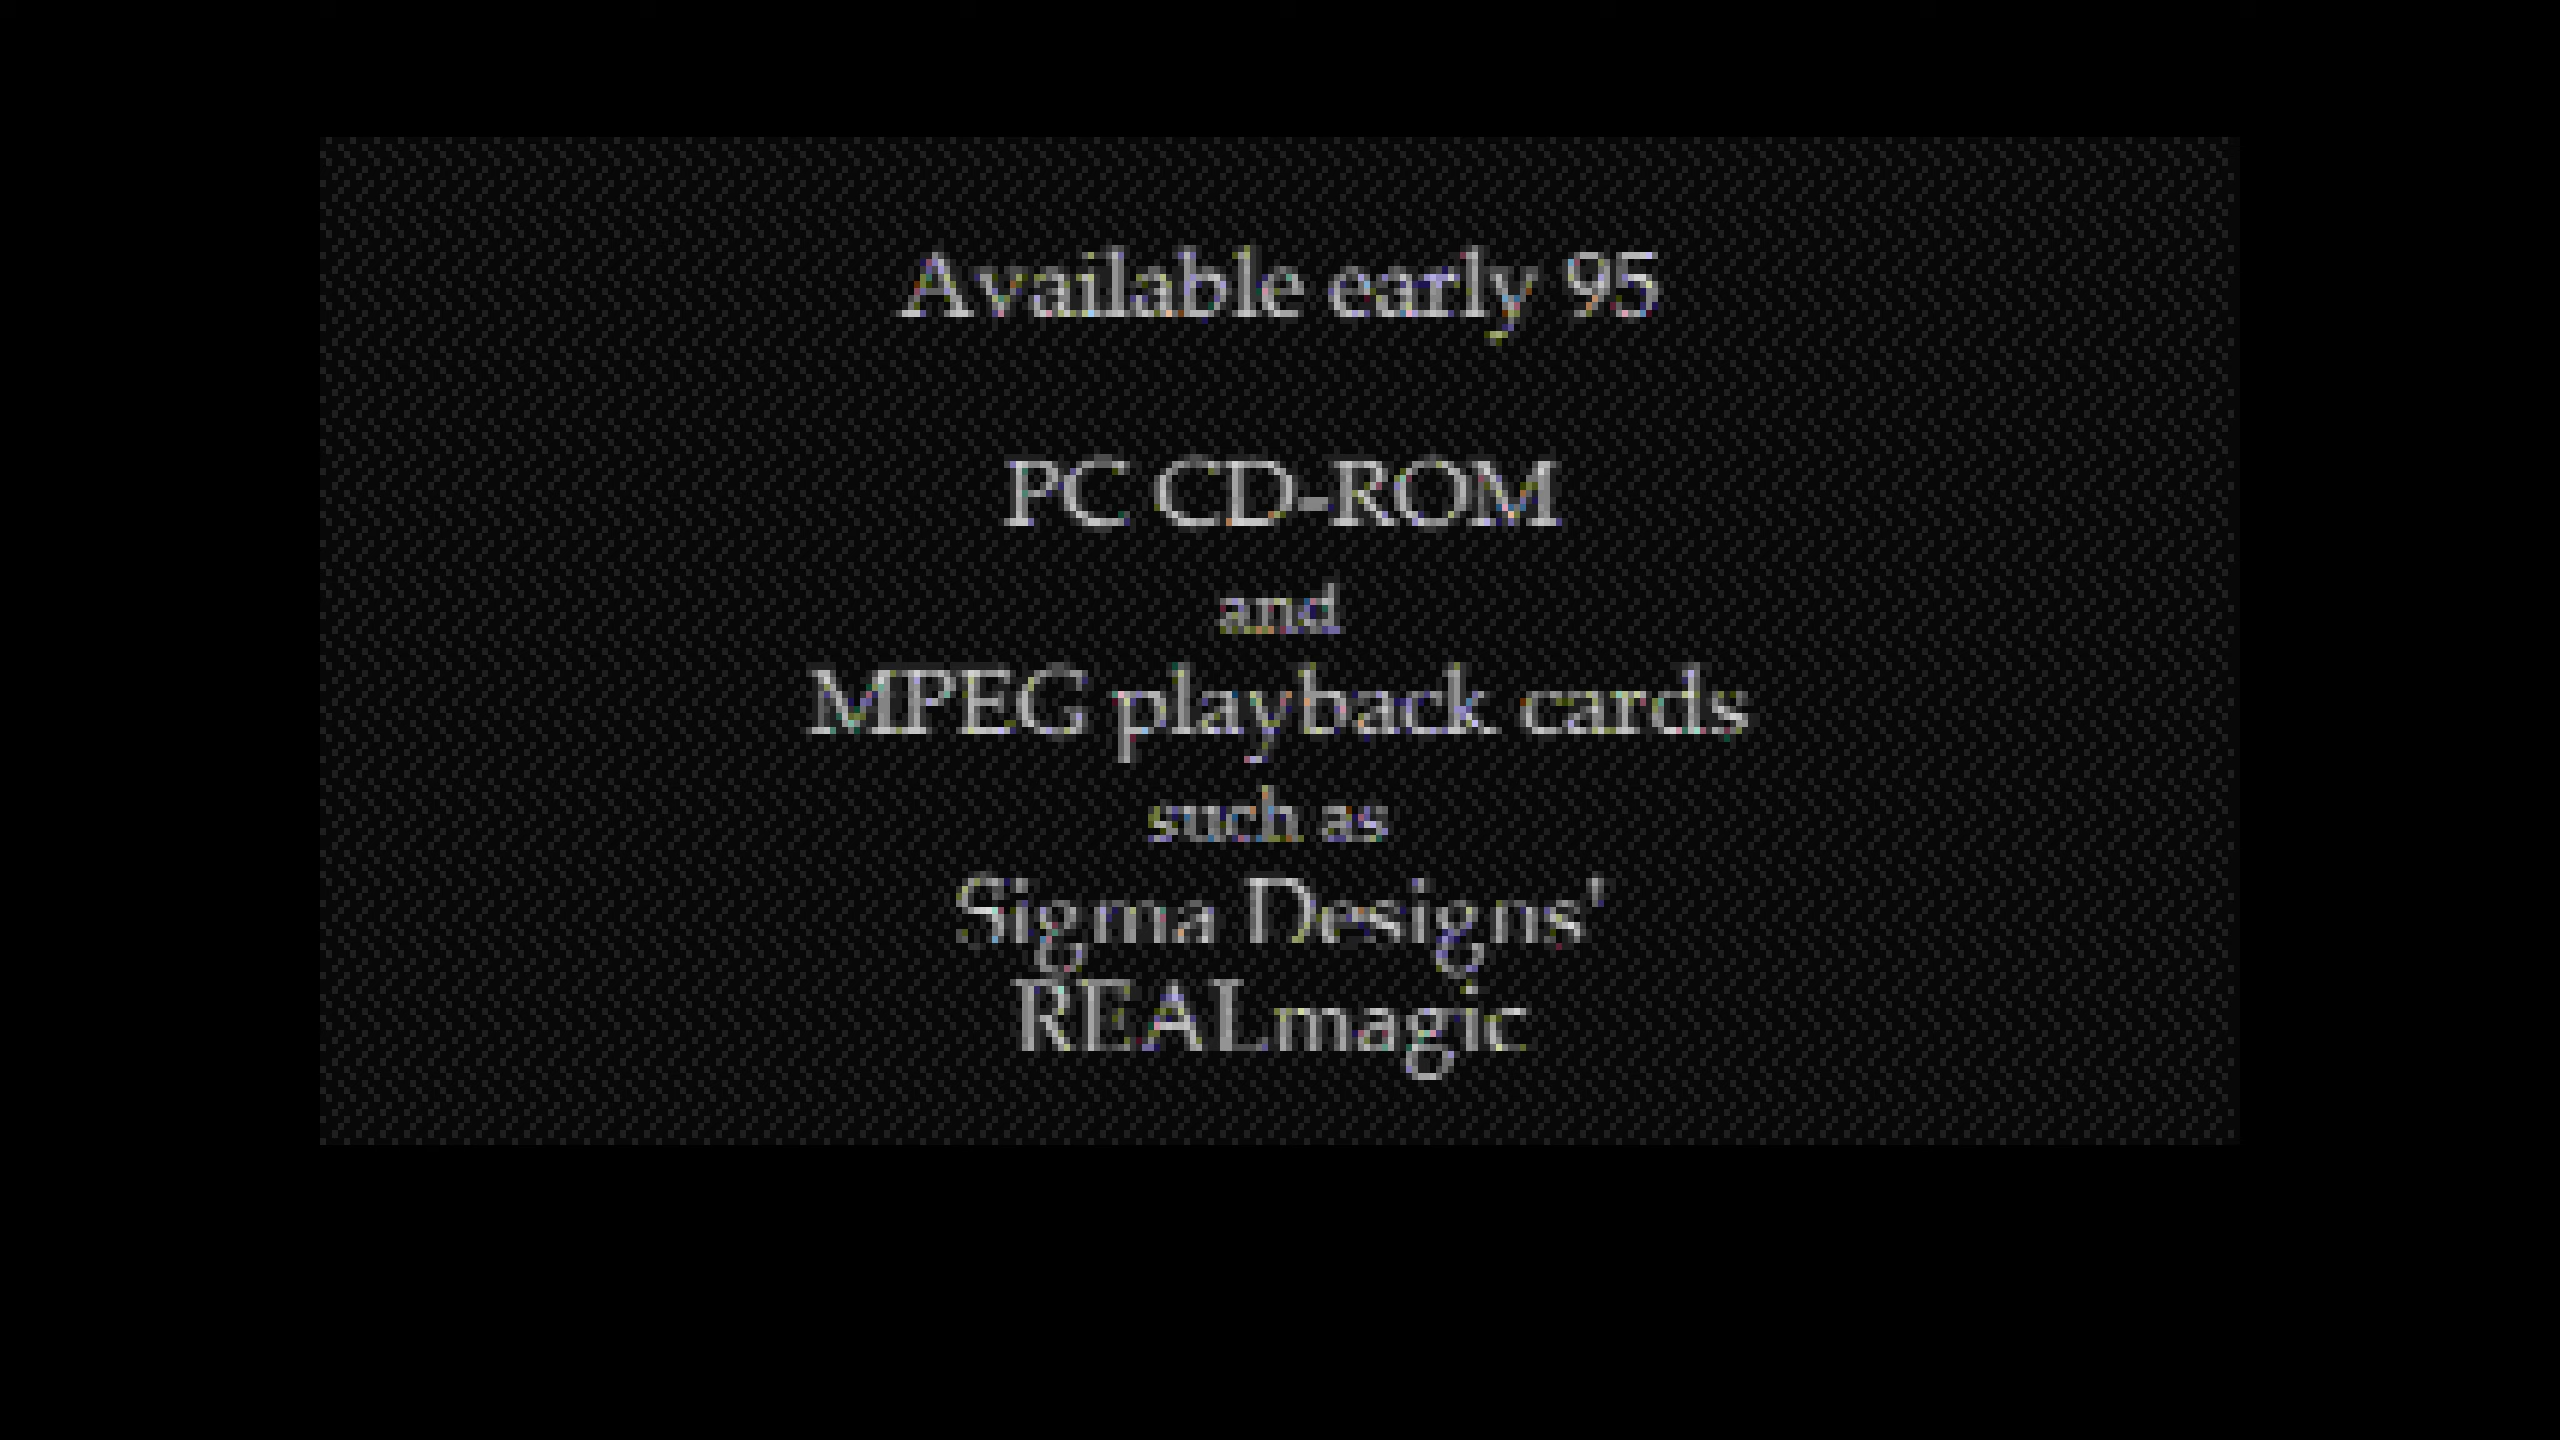 Available early 95
PC CD-ROM
and
MPEG playback cards
such as
Sigma Designs'
REALmagic